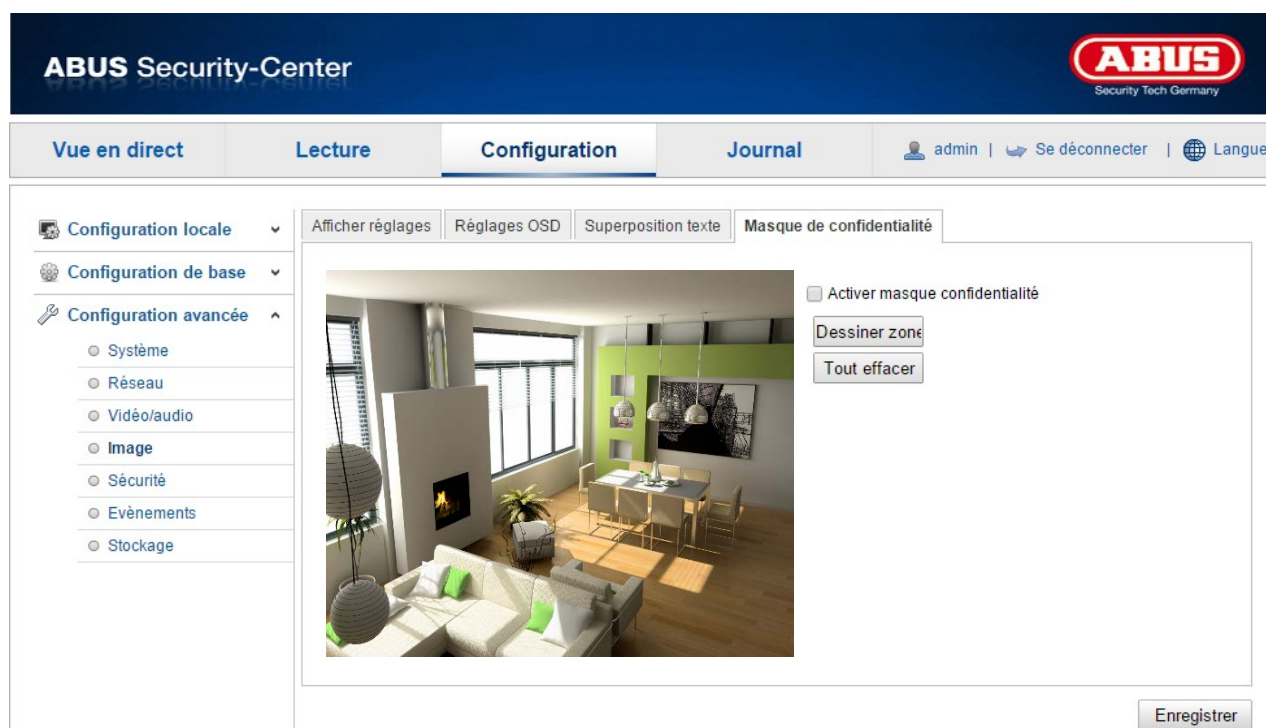 ABUS Security-Center
ABUS
Security Tech Germany
Vue en direct
Lecture
Configuration
Journal
admin | Se déconnecter | Langue
Configuration locale
Configuration de base
Configuration avancée
Système
Réseau
Vidéo/audio
Image
Sécurité
Evènements
Stockage
Afficher réglages
Réglages OSD
Superposition texte
Masque de confidentialité
Activer masque confidentialité
Dessiner zone
Tout effacer
Enregistrer